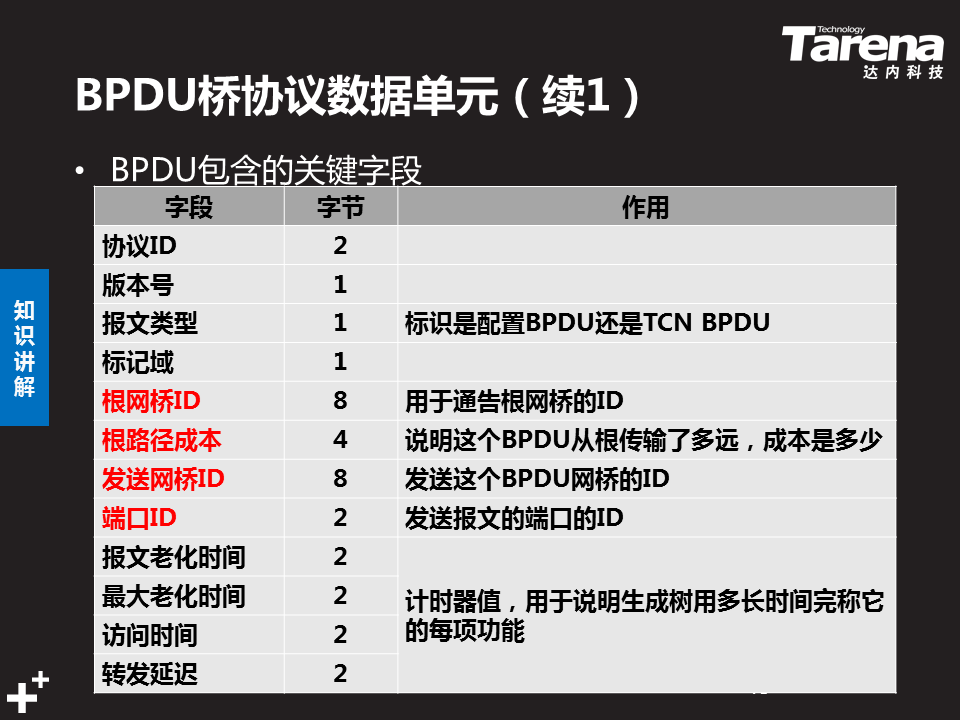 Technology
Tarena
达内科技
BPDU桥协议数据单元（续1）
• BPDU包含的关键字段
知识讲解
字段 字节 作用
协议ID 2
版本号 1
报文类型 1 标识是配置BPDU还是TCN BPDU
标记域 1
根网桥ID 8 用于通告根网桥的ID
根路径成本 4 说明这个BPDU从根传输了多远，成本是多少
发送网桥ID 8 发送这个BPDU网桥的ID
端口ID 2 发送报文的端口的ID
报文老化时间 2
最大老化时间 2 计时器值，用于说明生成树用多长时间完称它
访问时间 2 的每项功能
转发延迟 2